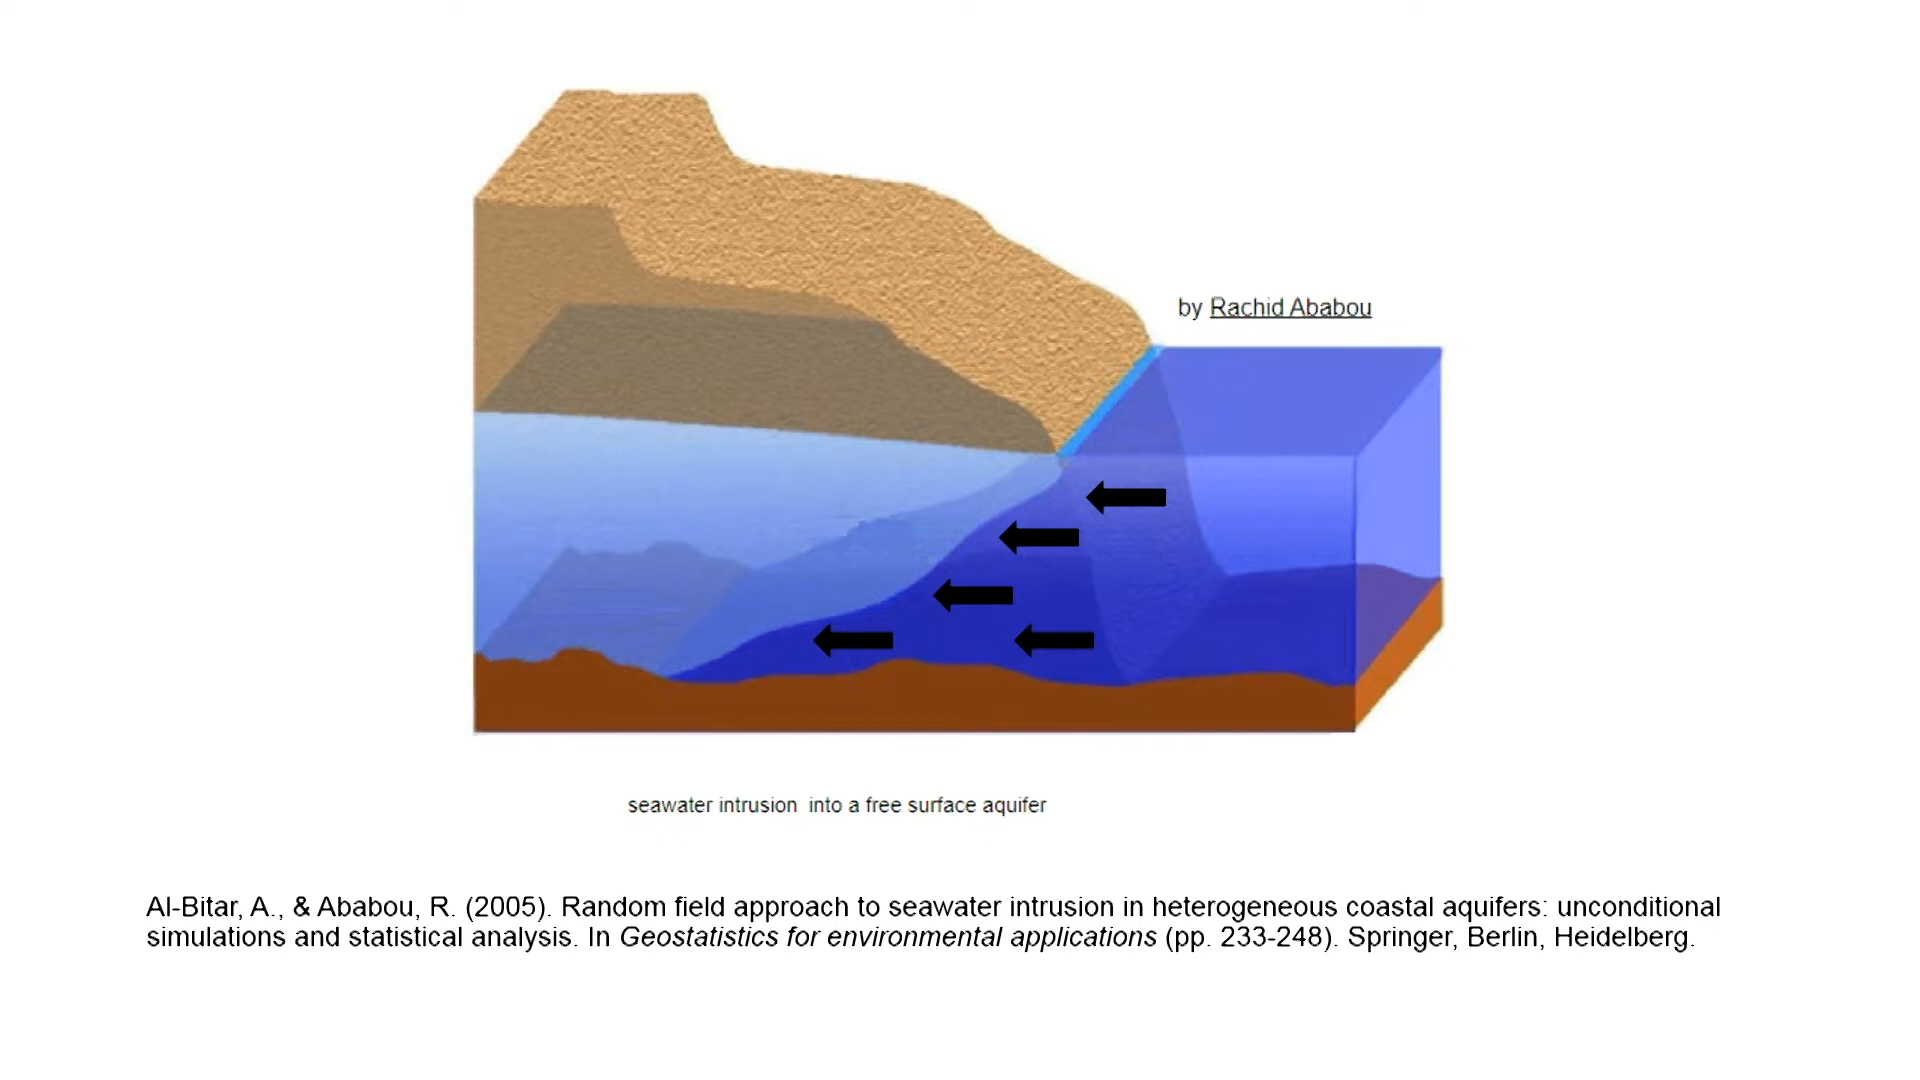 by Rachid Ababou
seawater intrusion  into a free surface aquifer
Al-Bitar, A., & Ababou, R. (2005). Random field approach to seawater intrusion in heterogeneous coastal aquifers: unconditional
simulations and statistical analysis. In Geostatistics for environmental applications (pp. 233-248). Springer, Berlin, Heidelberg.